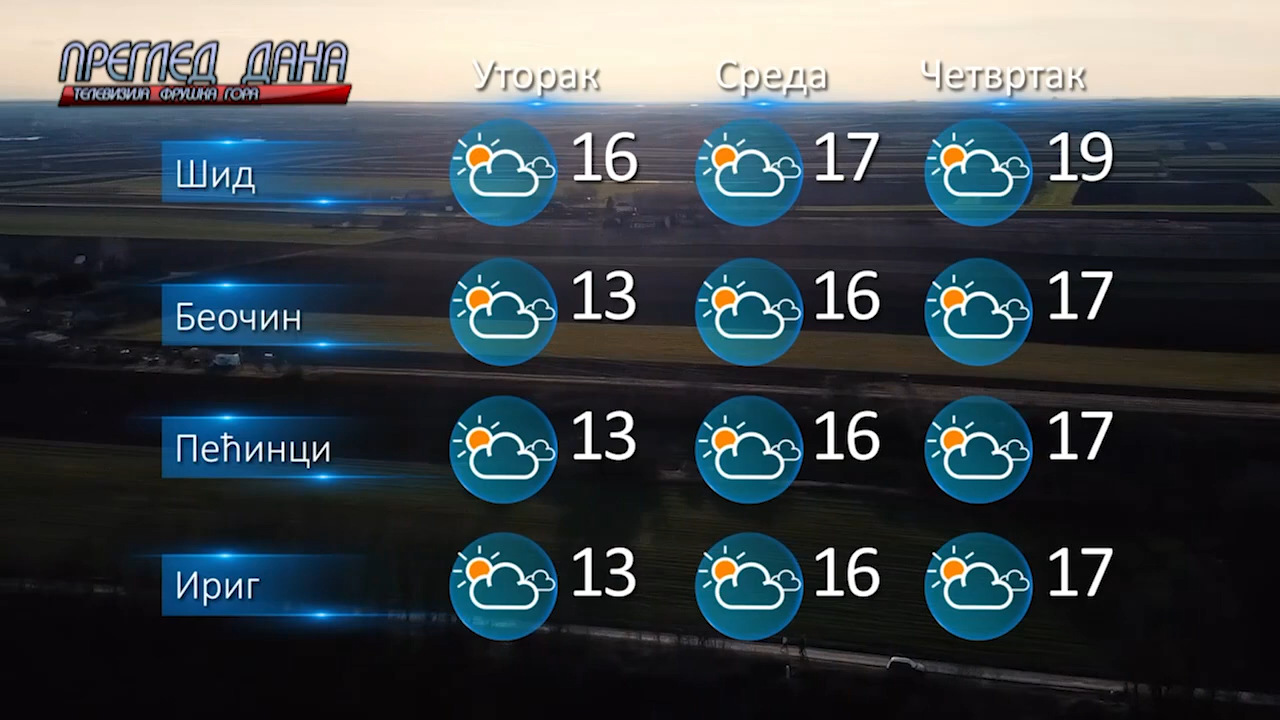 ПРЕГЛЕД ДАНА
ТЕЛЕВИЗИЈА ФРУШКА ГОРА
Уторак Среда Четвртак
Шид 16 17 19
Беочин 13 16 17
Пећинци 13 16 17
Ириг 13 16 17